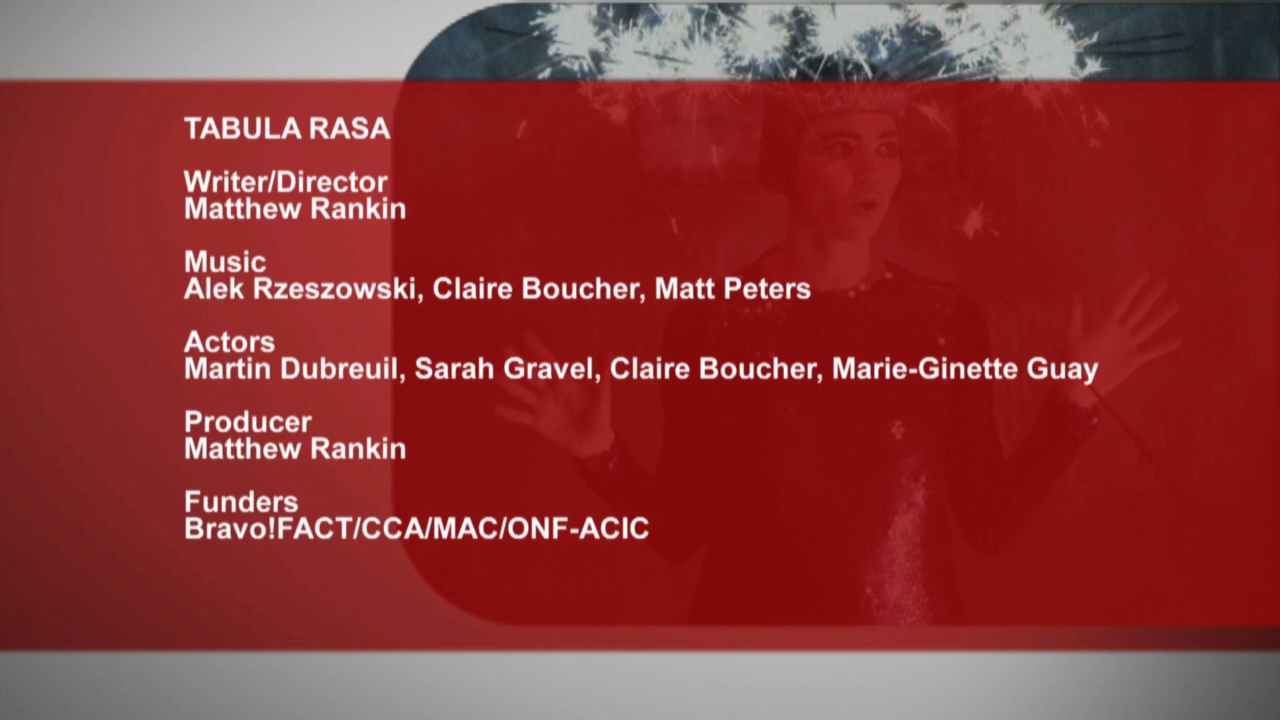 TABULA RASA
Writer/Director
Matthew Rankin
Music
Alek Rzeszowski, Claire Boucher, Matt Peters
Actors
Martin Dubreuil, Sarah Gravel, Claire Boucher, Marie-Ginette Guay
Producer
Matthew Rankin
Funders
Bravo!FACT/CCA/MAC/ONF-ACIC